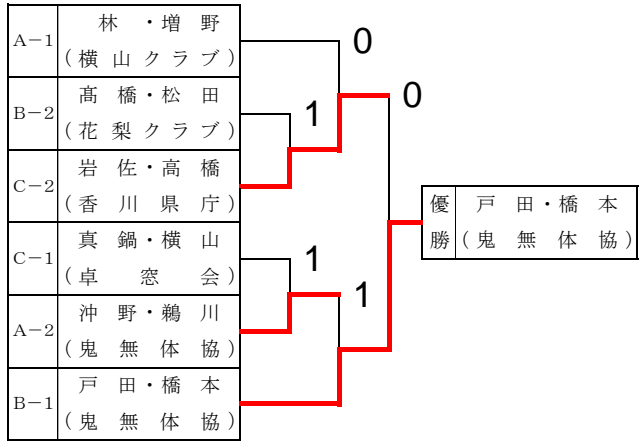 A-1 林・増野
(横山クラブ)
0
B-2 髙橋・松田
(花梨クラブ)
1
0
C-2 岩佐・高橋
(香川県庁)
優勝 戸田・橋本
(鬼無体協)
C-1 真鍋・横山
(卓窓会)
1
1
A-2 沖野・鵜川
(鬼無体協)
B-1 戸田・橋本
(鬼無体協)